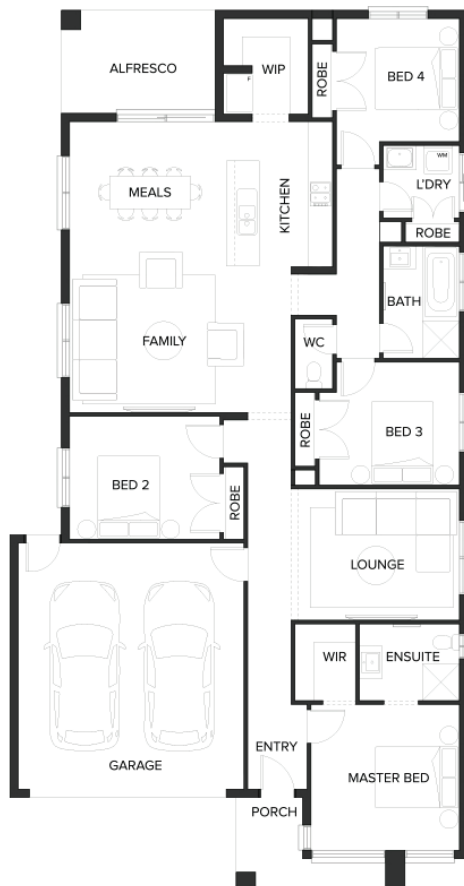 ALFRESCO
WIP
F
ROBE
BED 4
MEALS
KITCHEN
WM
L'DRY
ROBE
BATH
FAMILY
WC
ROBE
BED 3
BED 2
ROBE
LOUNGE
WIR
ENSUITE
ENTRY
GARAGE
MASTER BED
PORCH